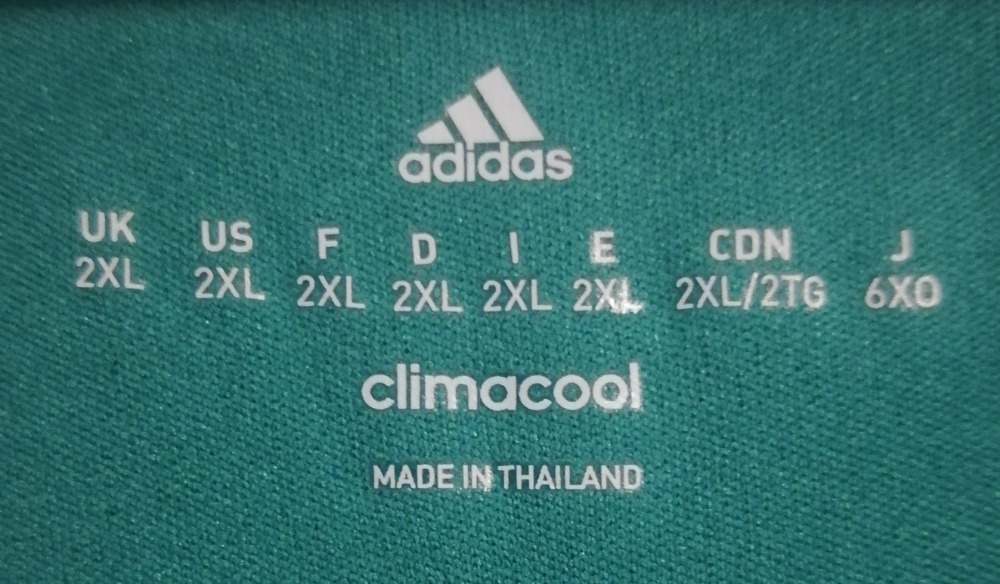 adidas
UK US F D I E CDN J
2XL 2XL 2XL 2XL 2XL 2XL 2XL/2TG 6XO
climacool
MADE IN THAILAND